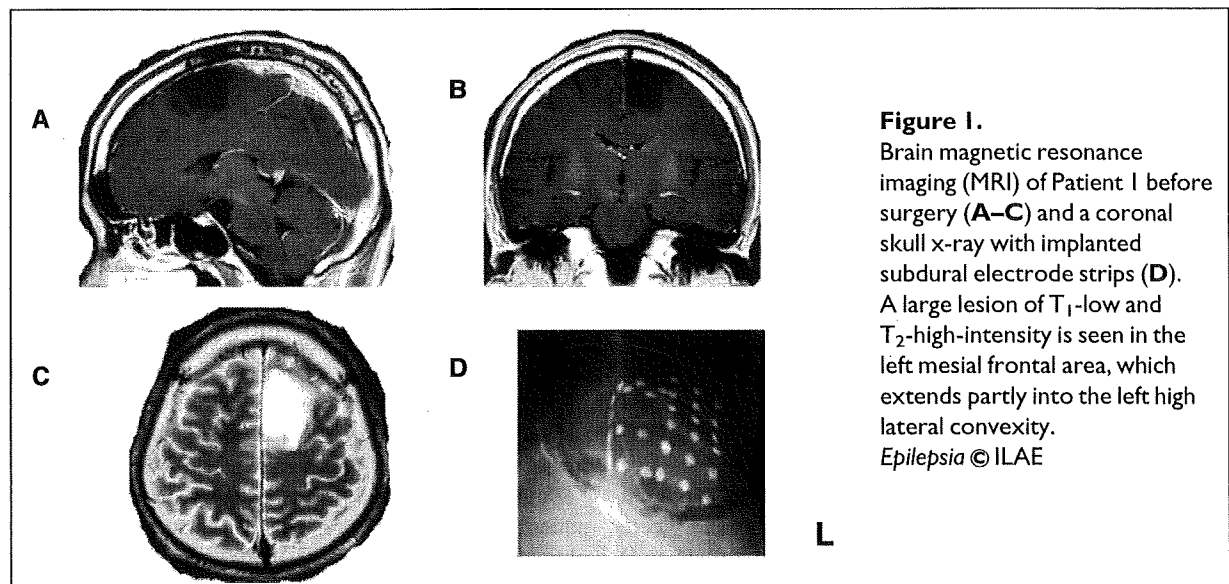 A
B
C
D
L
Figure 1.
Brain magnetic resonance
imaging (MRI) of Patient 1 before
surgery (A–C) and a coronal
skull x-ray with implanted
subdural electrode strips (D).
A large lesion of T₁-low and
T₂-high-intensity is seen in the
left mesial frontal area, which
extends partly into the left high
lateral convexity.
Epilepsia © ILAE